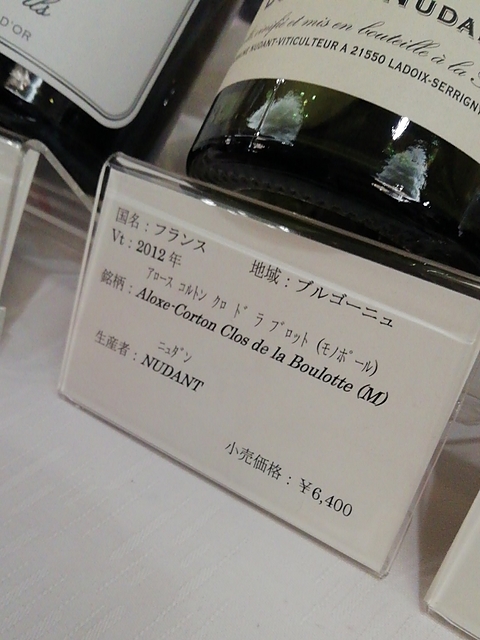 D'OR
NUDANT
et mis en bouteille à la
NUDANT-VITICULTEUR A 21550 LADOIX-SERRIGNY
国名：フランス
地域：ブルゴーニュ
Vt：2012年
アロース コルトン クロ ド ラ ブロット (モノポール)
銘柄：Aloxe-Corton Clos de la Boulotte (M)
ニュダン
生産者：NUDANT
小売価格：￥6,400